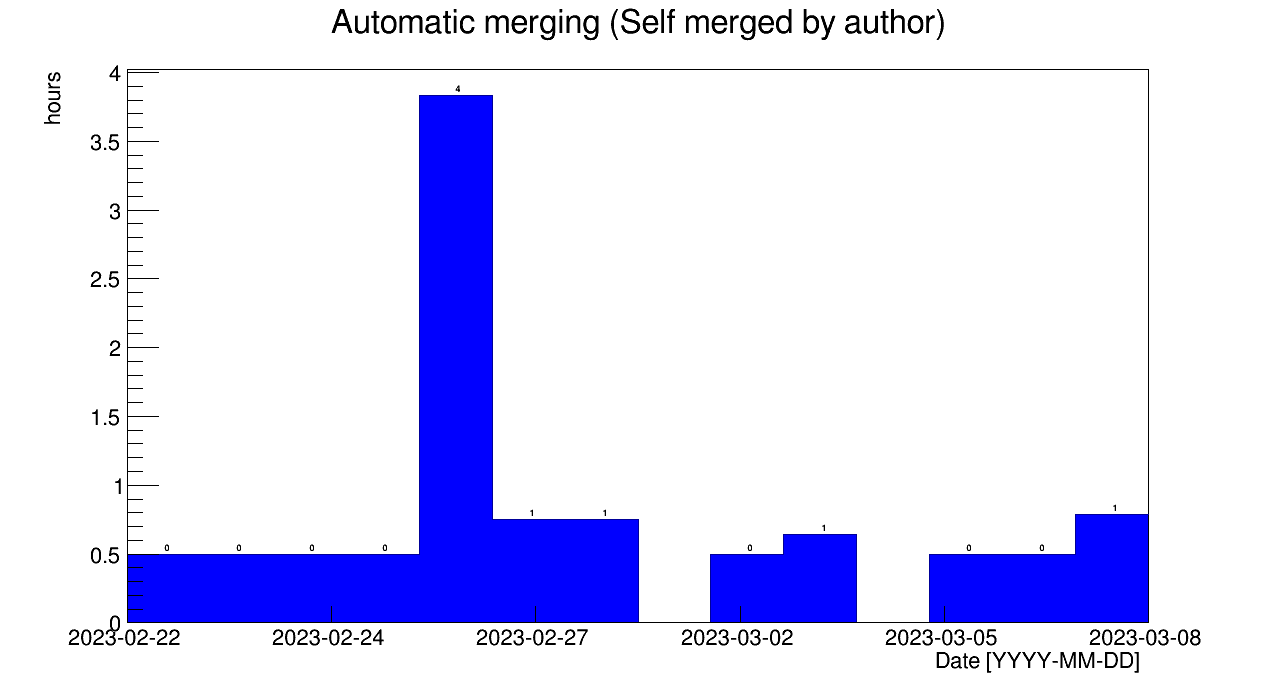 Automatic merging (Self merged by author)
hours
4
3.5
3
2.5
2
1.5
1
0.5
0
0 0 0 0 4 1 1 0 1 0 0 1
2023-02-22 2023-02-24 2023-02-27 2023-03-02 2023-03-05 2023-03-08
Date [YYYY-MM-DD]